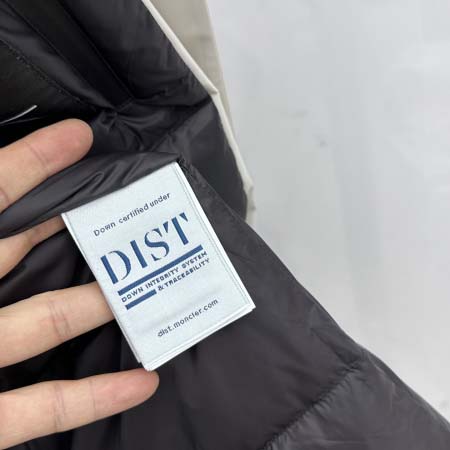 Down certified under
DIST
DOWN INTEGRITY SYSTEM
& TRACEABILITY
dist.moncler.com